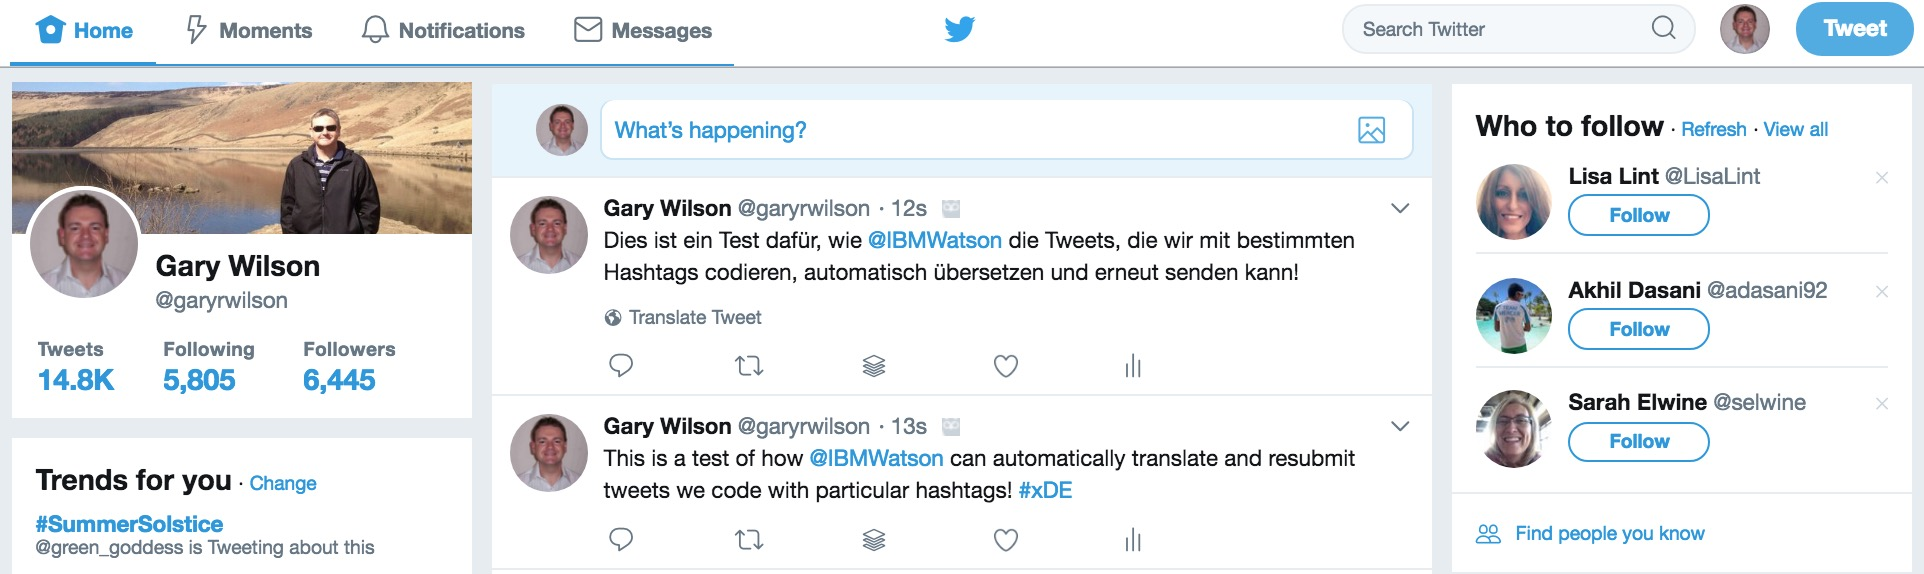 Home Moments Notifications Messages Search Twitter Tweet
Gary Wilson
@garyrwilson
Tweets Following Followers
14.8K 5,805 6,445
Trends for you · Change
#SummerSolstice
@green_goddess is Tweeting about this
What's happening?
Gary Wilson @garyrwilson · 12s
Dies ist ein Test dafür, wie @IBMWatson die Tweets, die wir mit bestimmten
Hashtags codieren, automatisch übersetzen und erneut senden kann!
Translate Tweet
Gary Wilson @garyrwilson · 13s
This is a test of how @IBMWatson can automatically translate and resubmit
tweets we code with particular hashtags! #xDE
Who to follow · Refresh · View all
Lisa Lint @LisaLint
Follow
Akhil Dasani @adasani92
Follow
Sarah Elwine @selwine
Follow
Find people you know